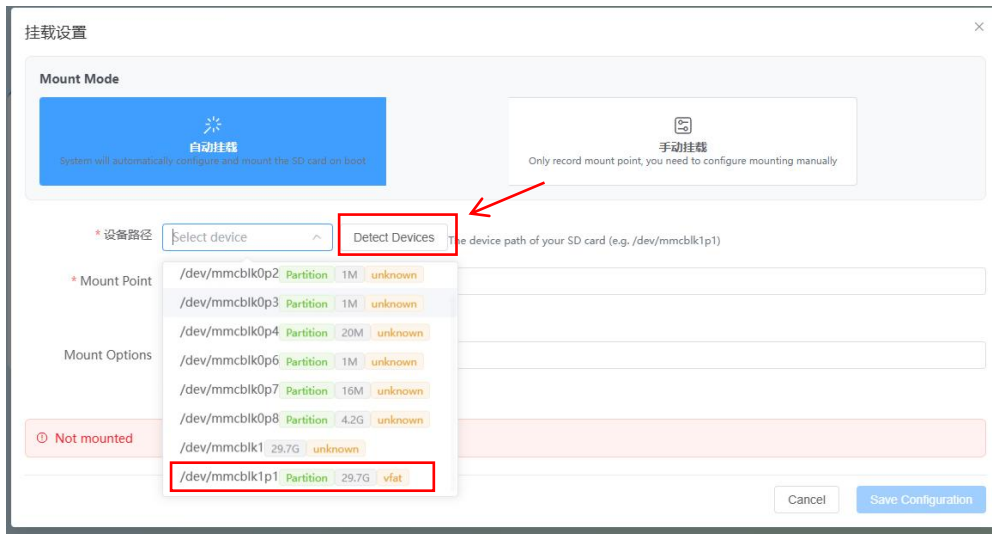 挂载设置
Mount Mode
自动挂载
System will automatically configure and mount the SD card on boot
手动挂载
Only record mount point, you need to configure mounting manually
* 设备路径 Select device Detect Devices The device path of your SD card (e.g. /dev/mmcblk1p1)
* Mount Point
/dev/mmcblk0p2 Partition 1M unknown
/dev/mmcblk0p3 Partition 1M unknown
/dev/mmcblk0p4 Partition 20M unknown
Mount Options
/dev/mmcblk0p6 Partition 1M unknown
/dev/mmcblk0p7 Partition 16M unknown
/dev/mmcblk0p8 Partition 4.2G unknown
Not mounted
/dev/mmcblk1 29.7G unknown
/dev/mmcblk1p1 Partition 29.7G vfat
Cancel Save Configuration